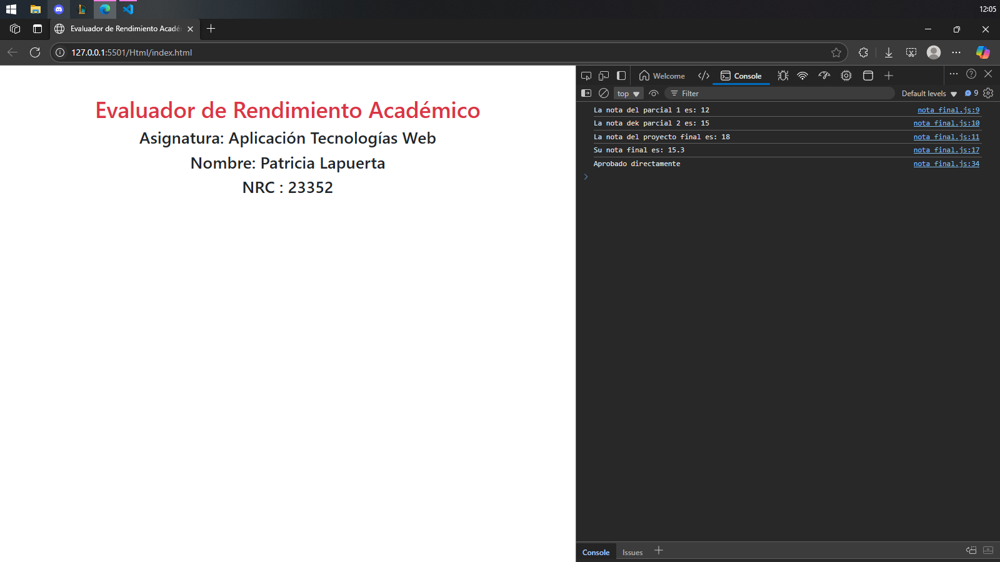 12:05
Evaluador de Rendimiento Acadé
127.0.0.1:5501/Html/index.html
Welcome
Console
top
Filter
Default levels
9
Evaluador de Rendimiento Académico
Asignatura: Aplicación Tecnologías Web
Nombre: Patricia Lapuerta
NRC : 23352
La nota del parcial 1 es: 12 nota final.js:9
La nota dek parcial 2 es: 15 nota final.js:10
La nota del proyecto final es: 18 nota final.js:11
Su nota final es: 15.3 nota final.js:17
Aprobado directamente nota final.js:34
Console
Issues